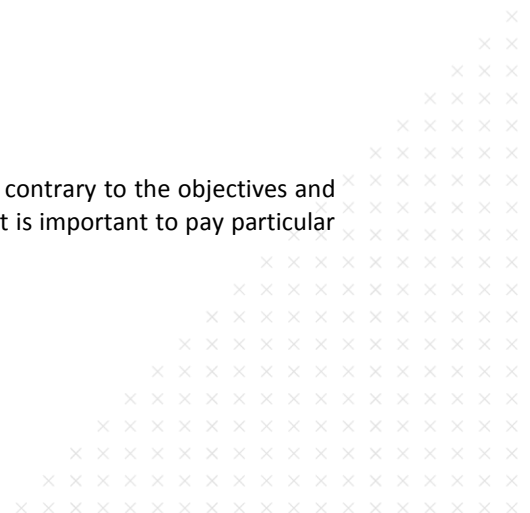 contrary to the objectives and
t is important to pay particular